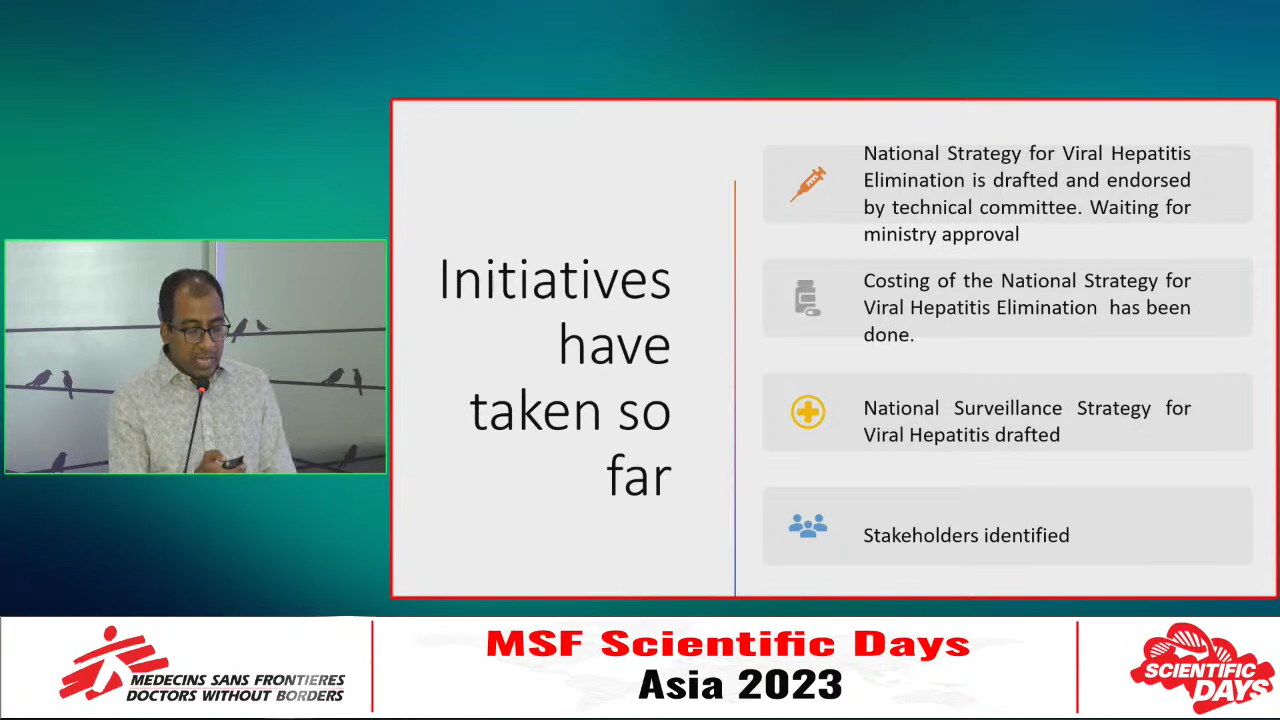 Initiatives
have
taken so
far
National Strategy for Viral Hepatitis
Elimination is drafted and endorsed
by technical committee. Waiting for
ministry approval
Costing of the National Strategy for
Viral Hepatitis Elimination has been
done.
National Surveillance Strategy for
Viral Hepatitis drafted
Stakeholders identified
MEDECINS SANS FRONTIERES
DOCTORS WITHOUT BORDERS
MSF Scientific Days
Asia 2023
SCIENTIFIC
DAYS